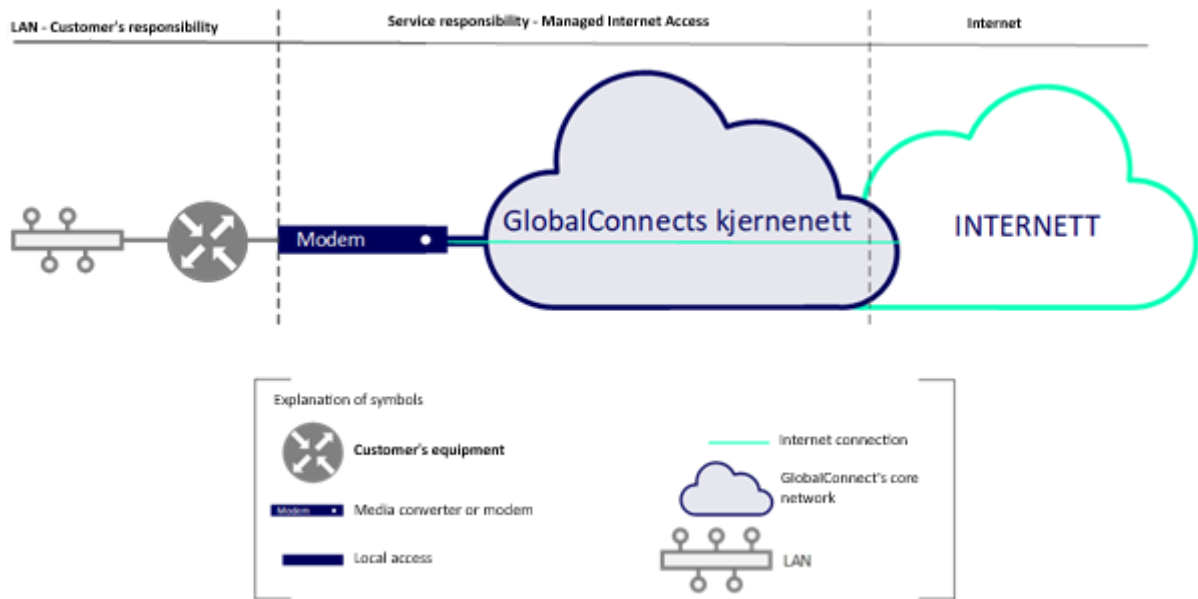 LAN - Customer's responsibility
Service responsibility - Managed Internet Access
Internet
Modem
GlobalConnects kjernenett
INTERNETT
Explanation of symbols
Customer's equipment
Internet connection
GlobalConnect's core
network
Modem
Media converter or modem
Local access
LAN